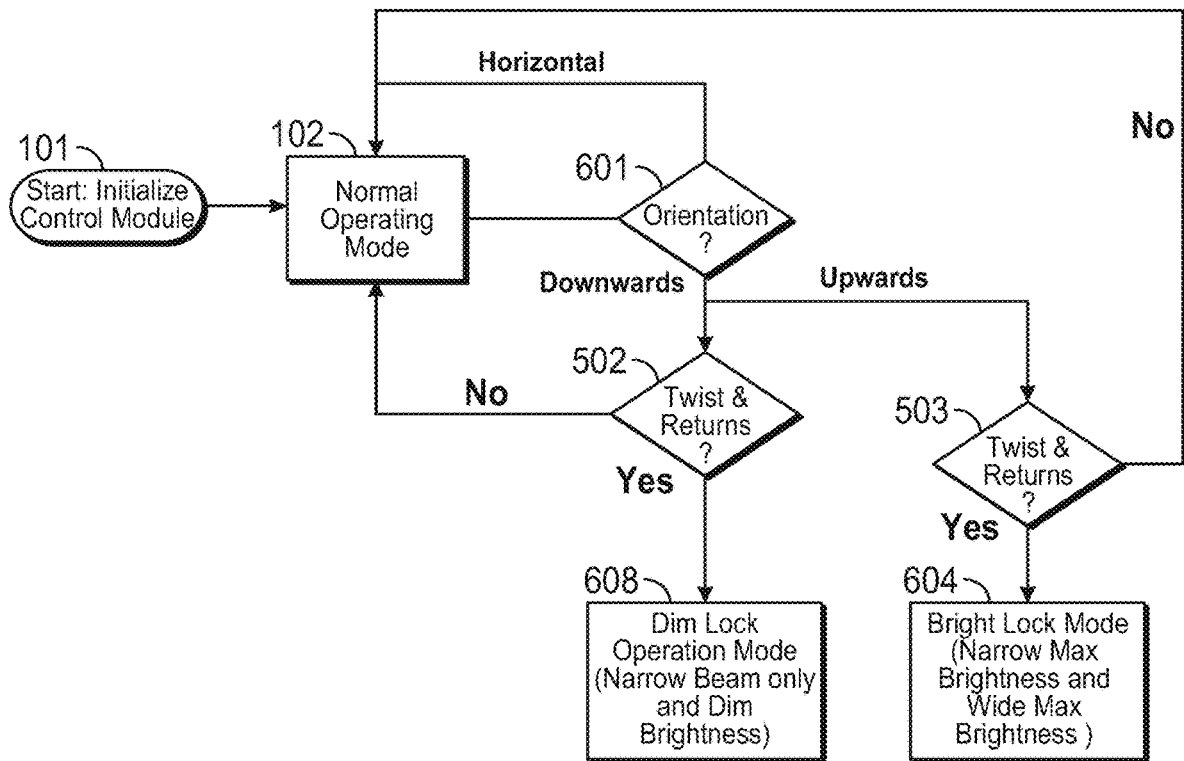 Horizontal
No
101
102
601
Start: Initialize
Control Module
Normal
Operating
Mode
Orientation
?
Downwards
Upwards
502
No
Twist &
Returns
?
503
Twist &
Returns
?
Yes
Yes
608
604
Dim Lock
Operation Mode
(Narrow Beam only
and Dim
Brightness)
Bright Lock Mode
(Narrow Max
Brightness and
Wide Max
Brightness )